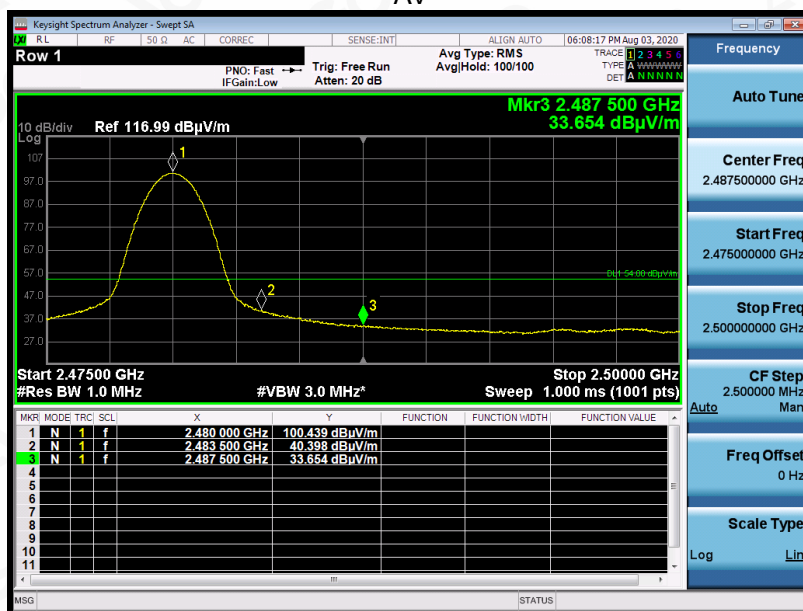 AV
Keysight Spectrum Analyzer - Swept SA
LXI RL RF 50 Ω AC CORREC SENSE:INT ALIGN AUTO 06:08:17 PM Aug 03, 2020
Row 1
PNO: Fast
IFGain:Low
Trig: Free Run
Atten: 20 dB
Avg Type: RMS
Avg|Hold: 100/100
TRACE 1 2 3 4 5 6
TYPE A WWWWW
DET A N N N N N
Mkr3 2.487 500 GHz
33.654 dBµV/m
10 dB/div Ref 116.99 dBµV/m
Log
107
97.0
87.0
77.0
67.0
57.0
47.0
37.0
27.0
1
2
3
DL1 54.00 dBµV/m
Start 2.47500 GHz Stop 2.50000 GHz
#Res BW 1.0 MHz #VBW 3.0 MHz* Sweep 1.000 ms (1001 pts)
MKR MODE TRC SCL X Y FUNCTION FUNCTION WIDTH FUNCTION VALUE
1 N 1 f 2.480 000 GHz 100.439 dBµV/m
2 N 1 f 2.483 500 GHz 40.398 dBµV/m
3 N 1 f 2.487 500 GHz 33.654 dBµV/m
4
5
6
7
8
9
10
11
MSG STATUS
Frequency
Auto Tune
Center Freq
2.487500000 GHz
Start Freq
2.475000000 GHz
Stop Freq
2.500000000 GHz
CF Step
2.500000 MHz
Auto Man
Freq Offset
0 Hz
Scale Type
Log Lin